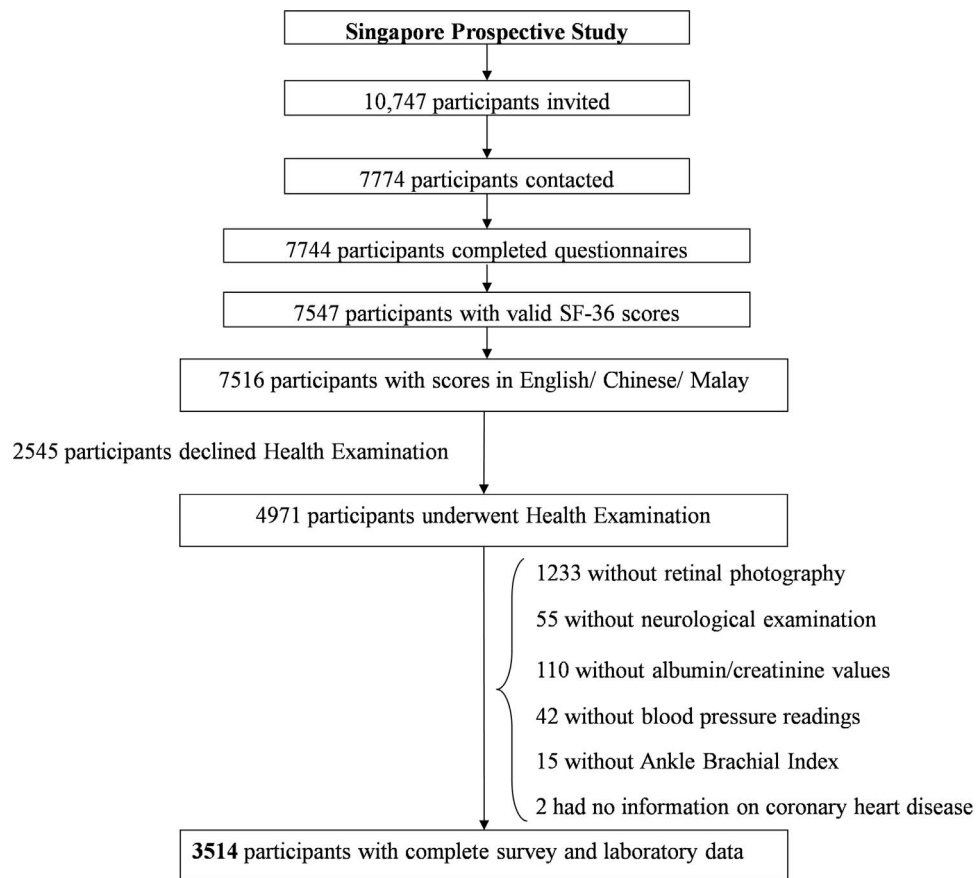 Singapore Prospective Study
10,747 participants invited
7774 participants contacted
7744 participants completed questionnaires
7547 participants with valid SF-36 scores
7516 participants with scores in English/ Chinese/ Malay
2545 participants declined Health Examination
4971 participants underwent Health Examination
1233 without retinal photography
55 without neurological examination
110 without albumin/creatinine values
42 without blood pressure readings
15 without Ankle Brachial Index
2 had no information on coronary heart disease
3514 participants with complete survey and laboratory data